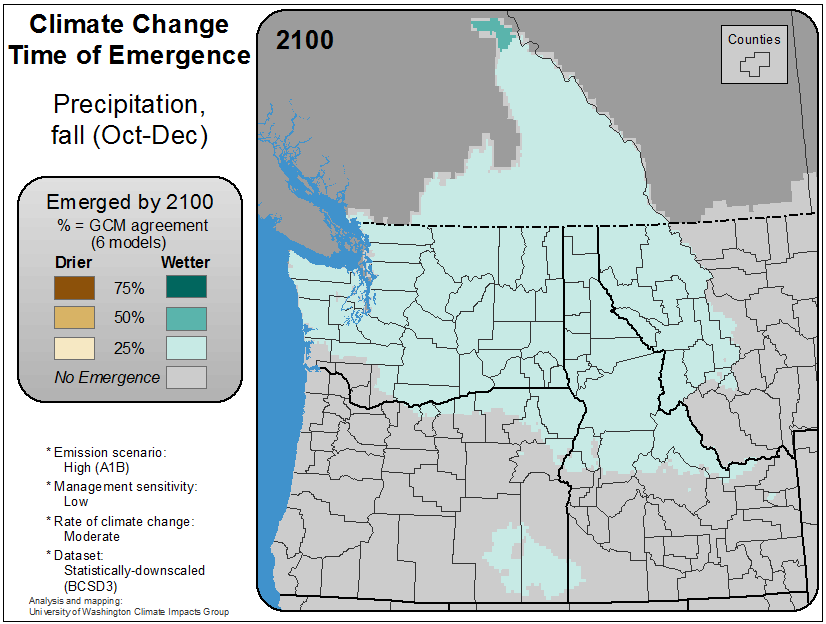 Climate Change
Time of Emergence
Precipitation,
fall (Oct-Dec)
Emerged by 2100
% = GCM agreement
(6 models)
Drier Wetter
75%
50%
25%
No Emergence
* Emission scenario:
High (A1B)
* Management sensitivity:
Low
* Rate of climate change:
Moderate
* Dataset:
Statistically-downscaled
(BCSD3)
Analysis and mapping:
University of Washington Climate Impacts Group
2100
Counties